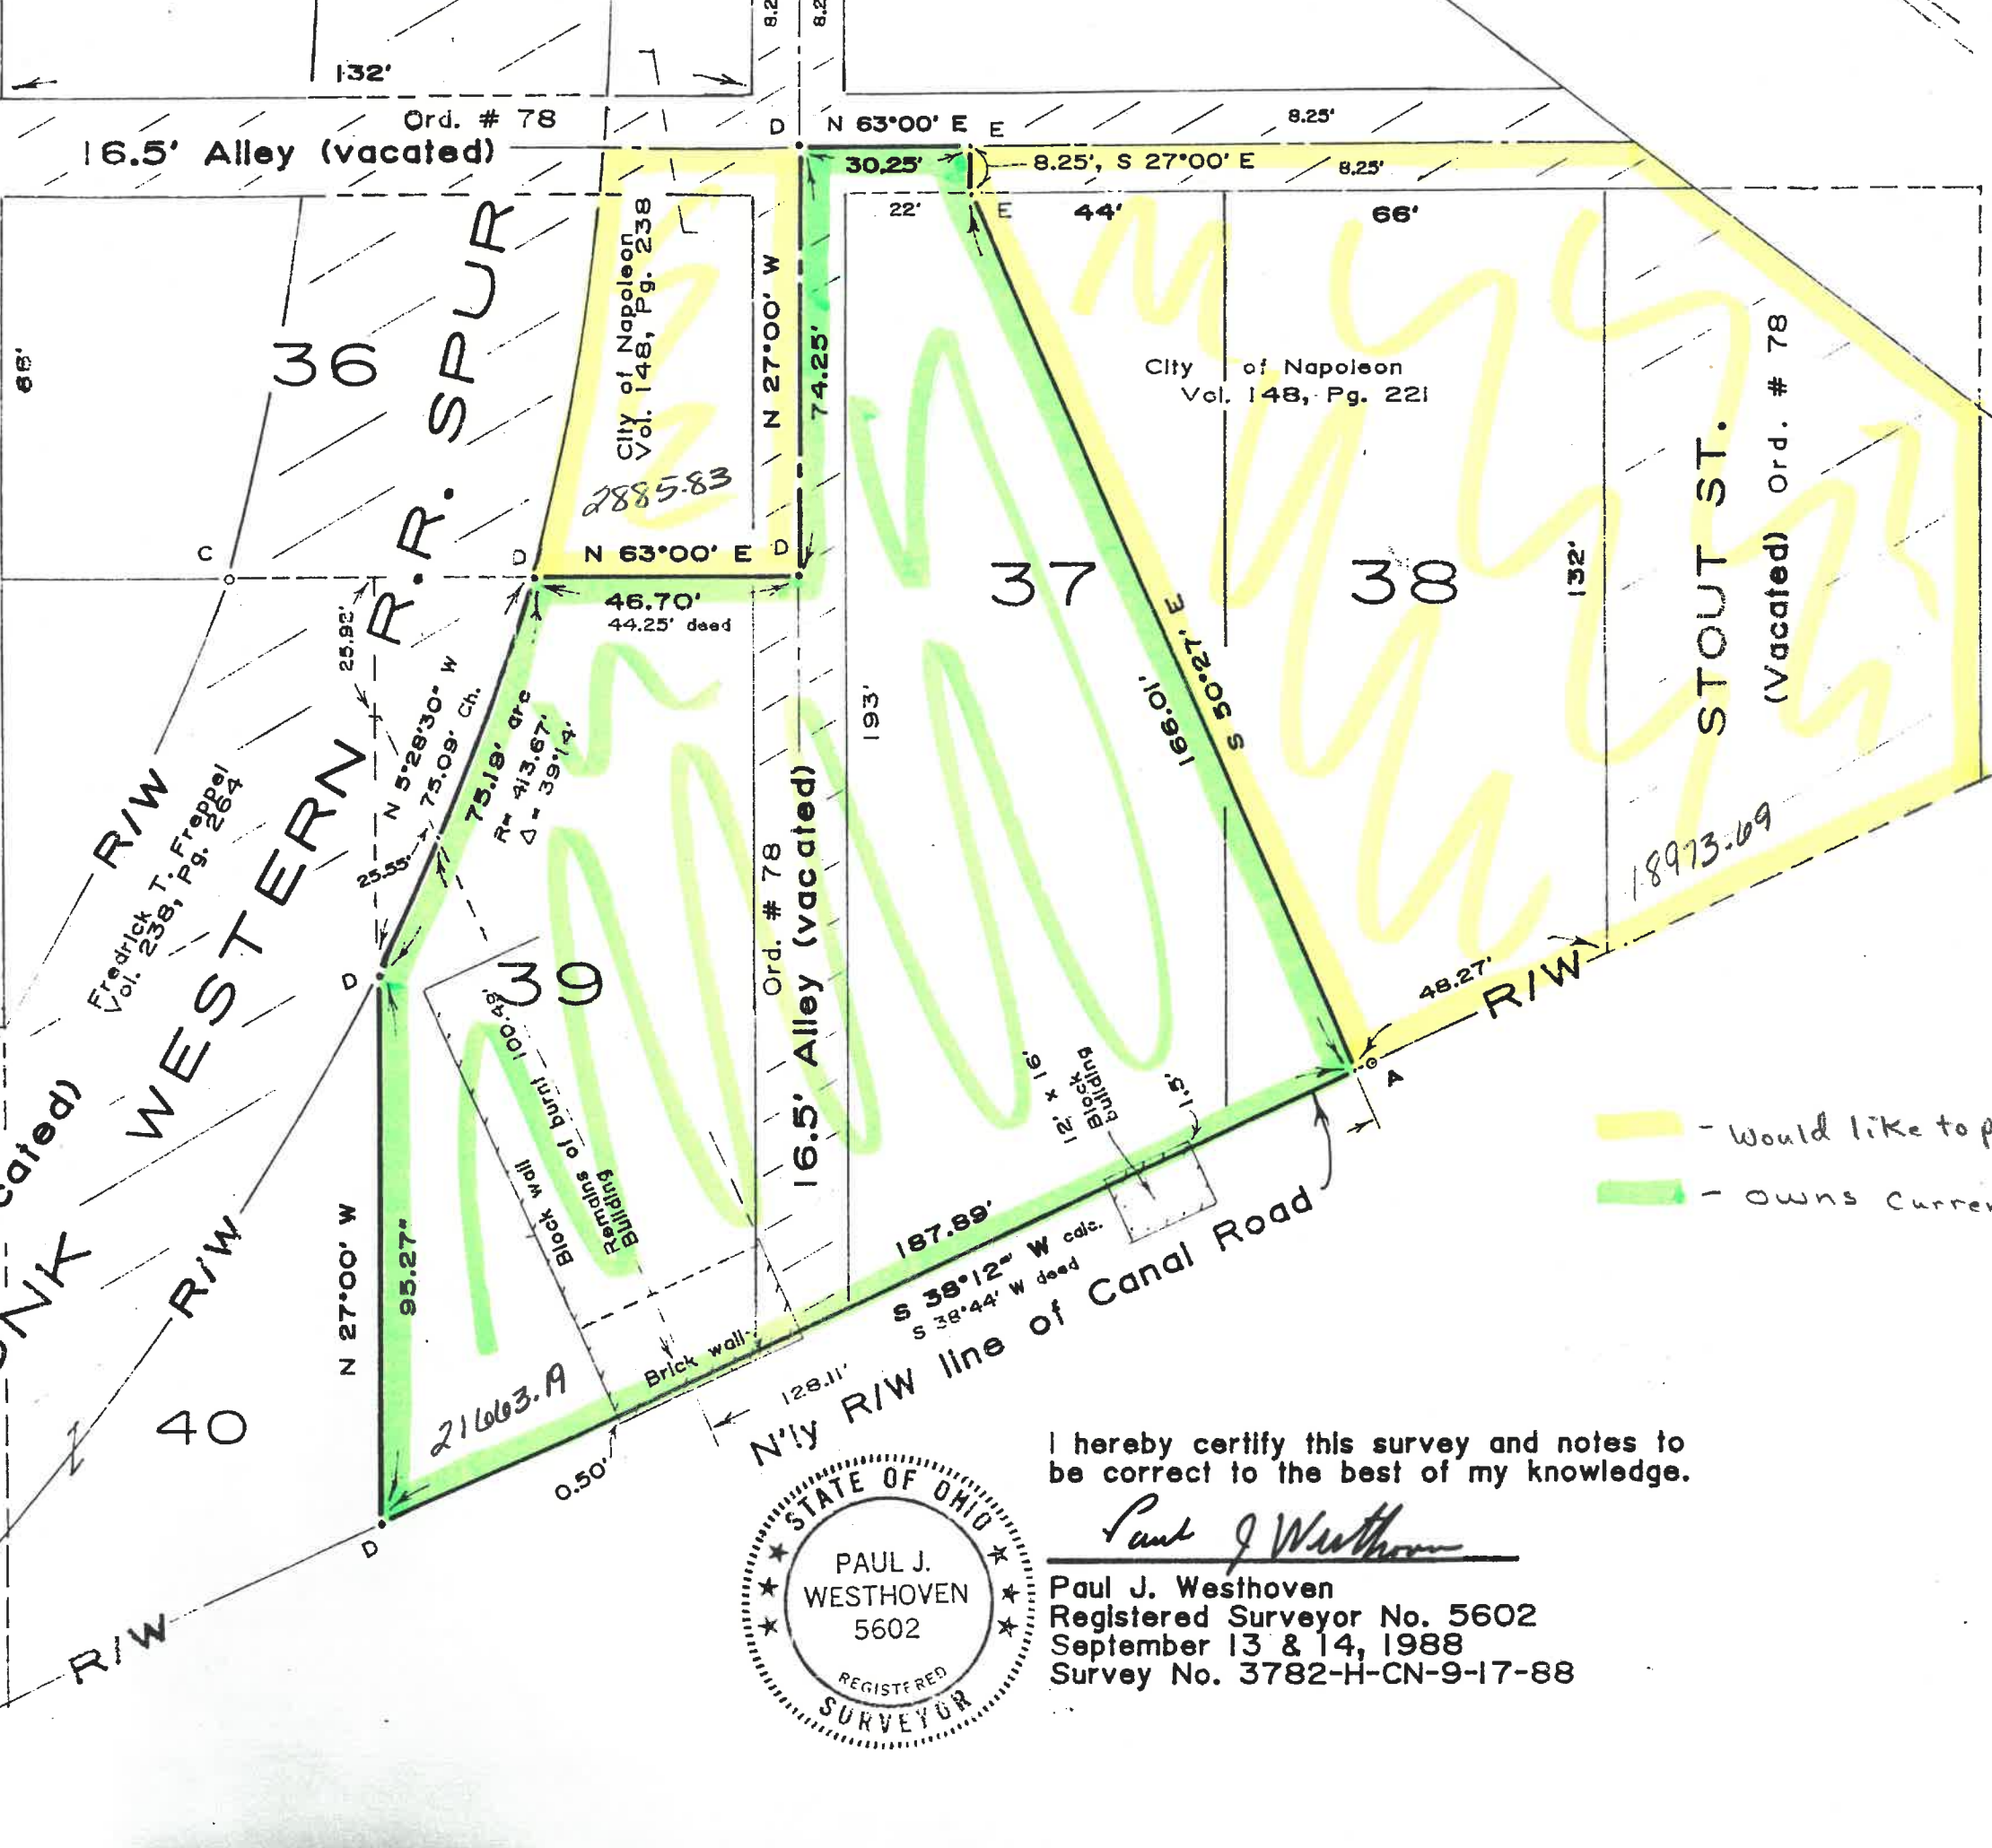 8.2
8.2
132'
Ord. # 78
16.5' Alley (vacated)
D
N 63°00' E
E
8.25'
30.25'
8.25', S 27°00' E
8.25'
22'
E
44'
66'
66'
36
R.R. SPUR
City of Napoleon
Vol. 148, Pg. 238
N 27°00' W
74.25'
2885.83
City of Napoleon
Vol. 148, Pg. 221
STOUT ST.
(Vacated) Ord. # 78
C
D
N 63°00' E
D
46.70'
44.25' deed
37
38
132'
25.92'
N 5°28'30" W
75.09' Ch.
75.19' arc
R= 413.67'
193'
S 50°27' E
166.01'
R/W
Fredrick T. Freppel
Vol. 238, Pg. 264
WESTERN
25.55'
18973.69
D
39
Ord. # 78
16.5' Alley (vacated)
48.27'
R/W
A
100.49'
Remains of burnt
Building
Block wall
12' x 16'
Block
building
1.5'
- Would like to p
- owns curren
cated)
NK
R/W
N 27°00' W
95.27"
187.89'
S 38°12" W calc.
S 38°44' W deed
N'ly R/W line of Canal Road
Brick wall
128.11'
21663.19
40
0.50'
D
R/W
I hereby certify this survey and notes to
be correct to the best of my knowledge.
Paul J Westhoven
STATE OF OHIO
PAUL J.
WESTHOVEN
5602
REGISTERED
SURVEYOR
Paul J. Westhoven
Registered Surveyor No. 5602
September 13 & 14, 1988
Survey No. 3782-H-CN-9-17-88